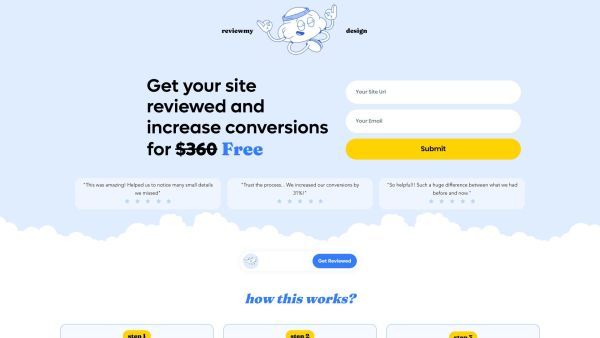 reviewmy
design
Get your site
reviewed and
increase conversions
for $360 Free
Your Site Url
Your Email
Submit
"This was amazing! Helped us to notice many small details
we missed"
"Trust the process... We increased our conversions by
31%!"
"So helpful!! Such a huge difference between what we had
before and now."
Get Reviewed
how this works?
step 1
step 2
step 3